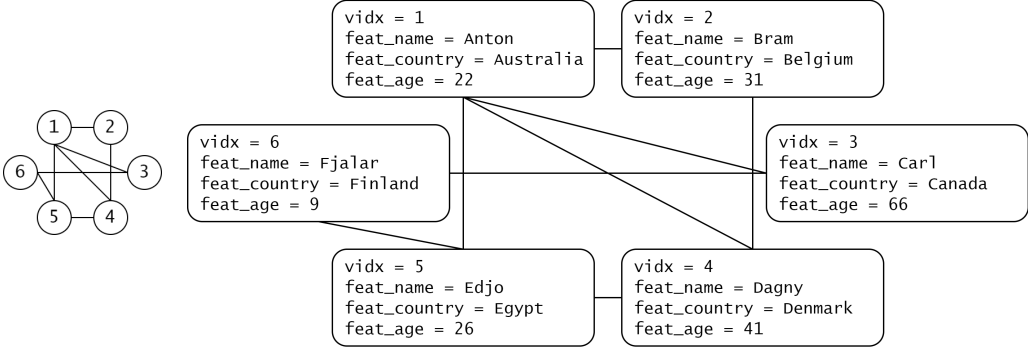 1
2
6
3
5
4
vidx = 1
feat_name = Anton
feat_country = Australia
feat_age = 22
vidx = 2
feat_name = Bram
feat_country = Belgium
feat_age = 31
vidx = 6
feat_name = Fjalar
feat_country = Finland
feat_age = 9
vidx = 3
feat_name = Carl
feat_country = Canada
feat_age = 66
vidx = 5
feat_name = Edjo
feat_country = Egypt
feat_age = 26
vidx = 4
feat_name = Dagny
feat_country = Denmark
feat_age = 41